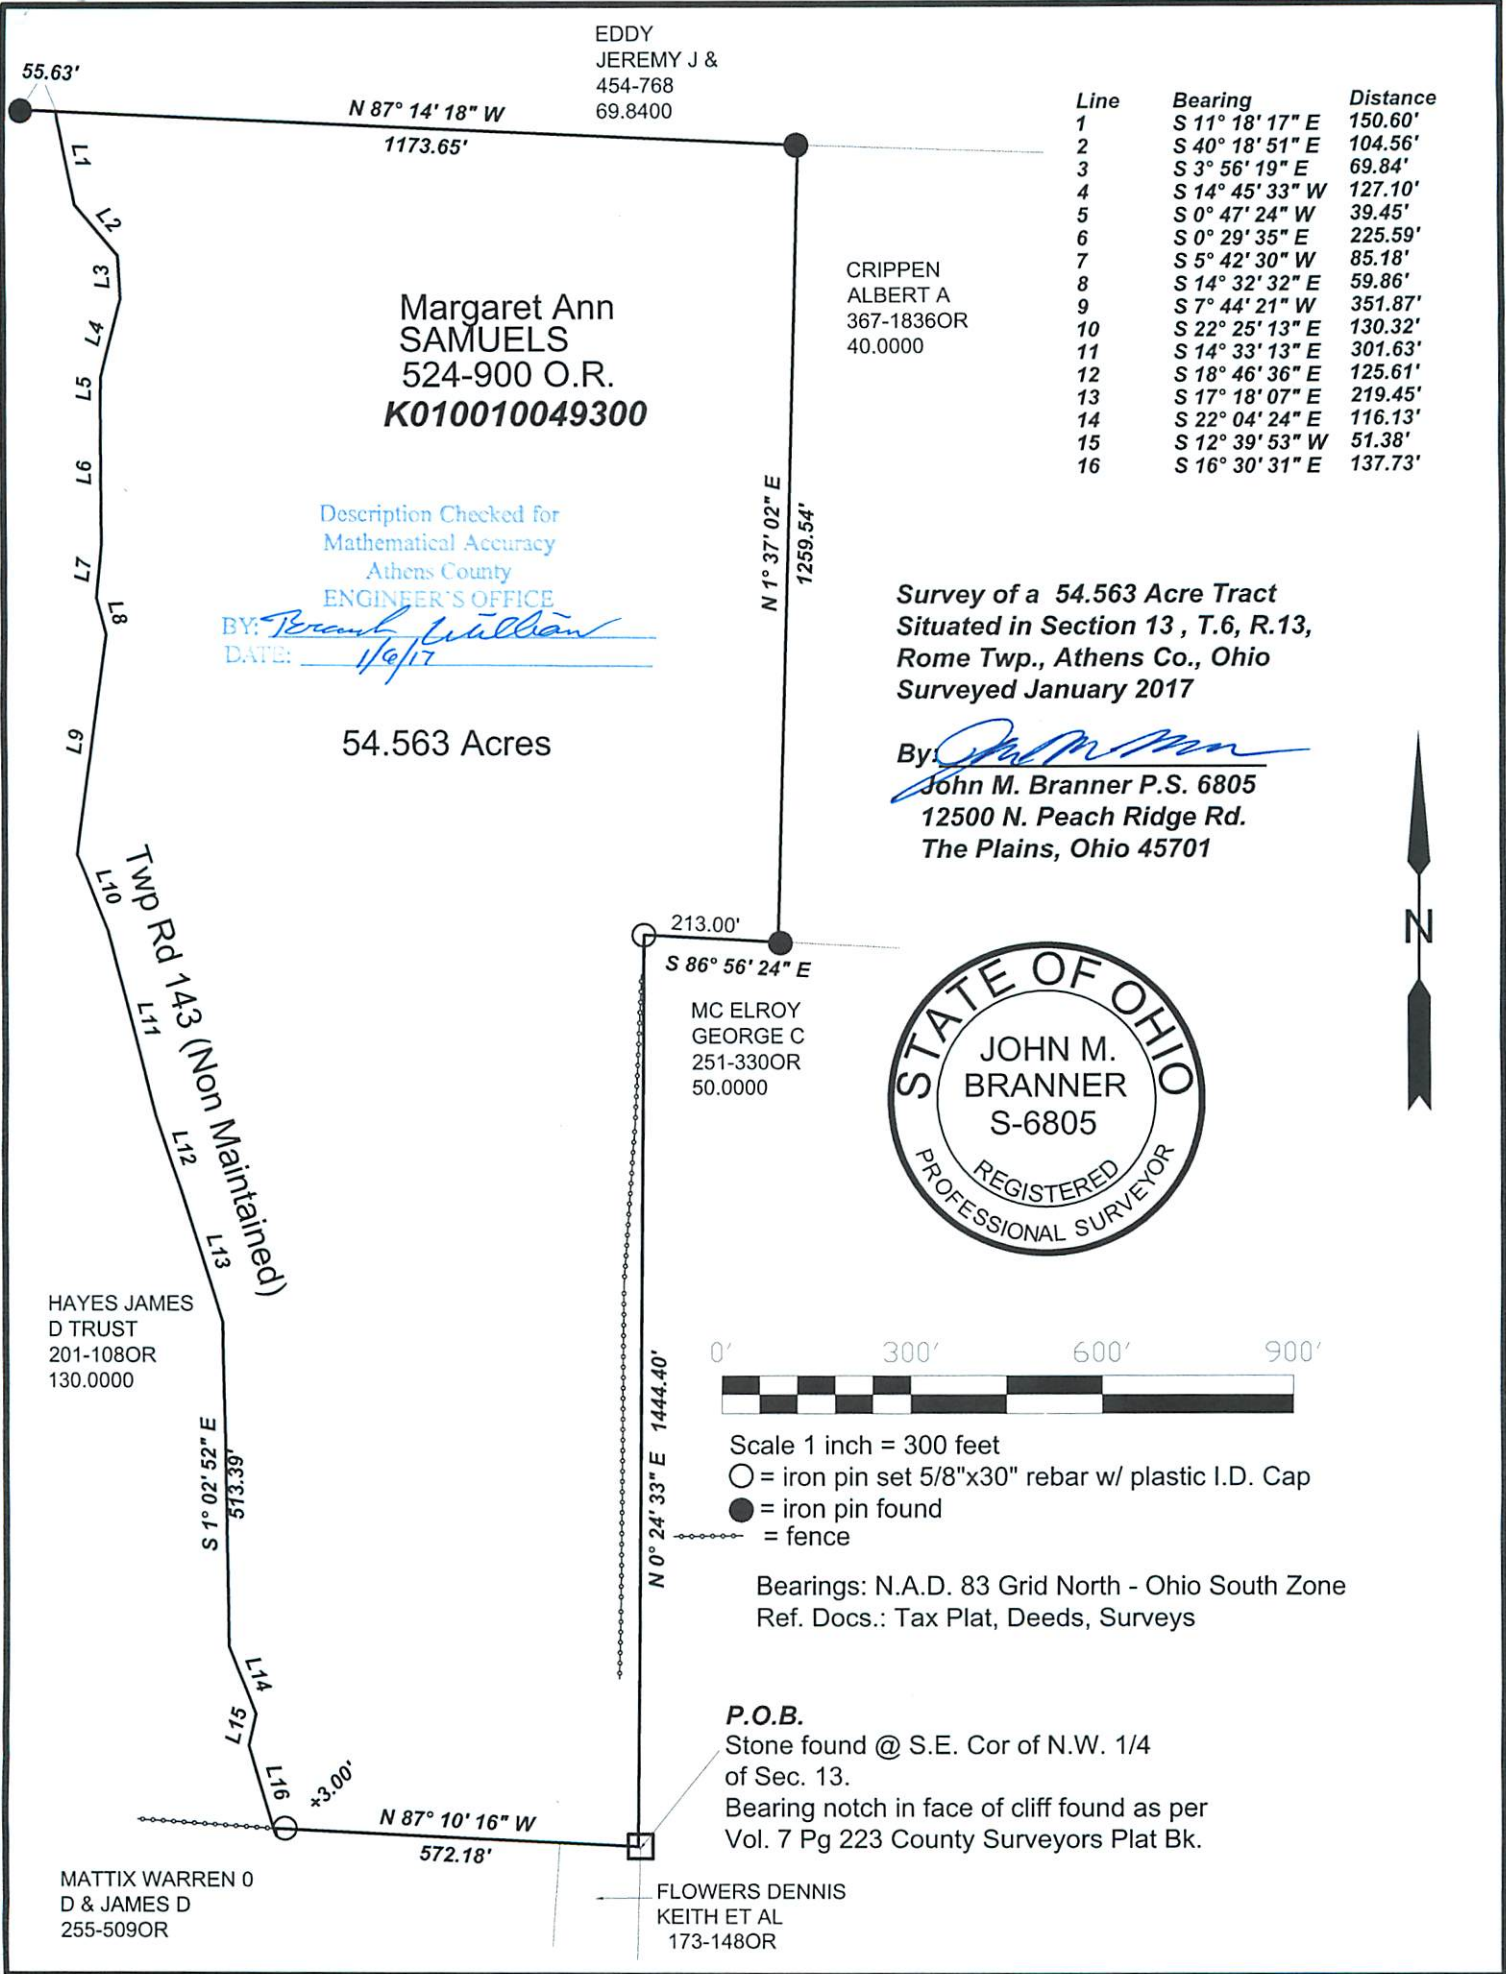 EDDY
JEREMY J &
454-768
69.8400
55.63'
N 87° 14' 18" W
1173.65'
Line Bearing Distance
1 S 11° 18' 17" E 150.60'
2 S 40° 18' 51" E 104.56'
3 S 3° 56' 19" E 69.84'
4 S 14° 45' 33" W 127.10'
5 S 0° 47' 24" W 39.45'
6 S 0° 29' 35" E 225.59'
7 S 5° 42' 30" W 85.18'
8 S 14° 32' 32" E 59.86'
9 S 7° 44' 21" W 351.87'
10 S 22° 25' 13" E 130.32'
11 S 14° 33' 13" E 301.63'
12 S 18° 46' 36" E 125.61'
13 S 17° 18' 07" E 219.45'
14 S 22° 04' 24" E 116.13'
15 S 12° 39' 53" W 51.38'
16 S 16° 30' 31" E 137.73'
L1
L2
L3
L4
L5
L6
L7
L8
L9
L10
L11
L12
L13
Margaret Ann
SAMUELS
524-900 O.R.
K010010049300
CRIPPEN
ALBERT A
367-1836OR
40.0000
Description Checked for
Mathematical Accuracy
Athens County
ENGINEER'S OFFICE
BY:
DATE: 1/6/17
54.563 Acres
N 1° 37' 02" E
1259.54'
Survey of a 54.563 Acre Tract
Situated in Section 13 , T.6, R.13,
Rome Twp., Athens Co., Ohio
Surveyed January 2017
By:
John M. Branner P.S. 6805
12500 N. Peach Ridge Rd.
The Plains, Ohio 45701
N
Twp Rd 143 (Non Maintained)
213.00'
S 86° 56' 24" E
MC ELROY
GEORGE C
251-330OR
50.0000
STATE OF OHIO
JOHN M.
BRANNER
S-6805
REGISTERED
PROFESSIONAL SURVEYOR
HAYES JAMES
D TRUST
201-108OR
130.0000
S 1° 02' 52" E
513.39'
N 0° 24' 33" E 1444.40'
0' 300' 600' 900'
Scale 1 inch = 300 feet
= iron pin set 5/8"x30" rebar w/ plastic I.D. Cap
= iron pin found
= fence
Bearings: N.A.D. 83 Grid North - Ohio South Zone
Ref. Docs.: Tax Plat, Deeds, Surveys
L14
L15
L16
×3.00'
P.O.B.
Stone found @ S.E. Cor of N.W. 1/4
of Sec. 13.
Bearing notch in face of cliff found as per
Vol. 7 Pg 223 County Surveyors Plat Bk.
N 87° 10' 16" W
572.18'
MATTIX WARREN 0
D & JAMES D
255-509OR
FLOWERS DENNIS
KEITH ET AL
173-148OR